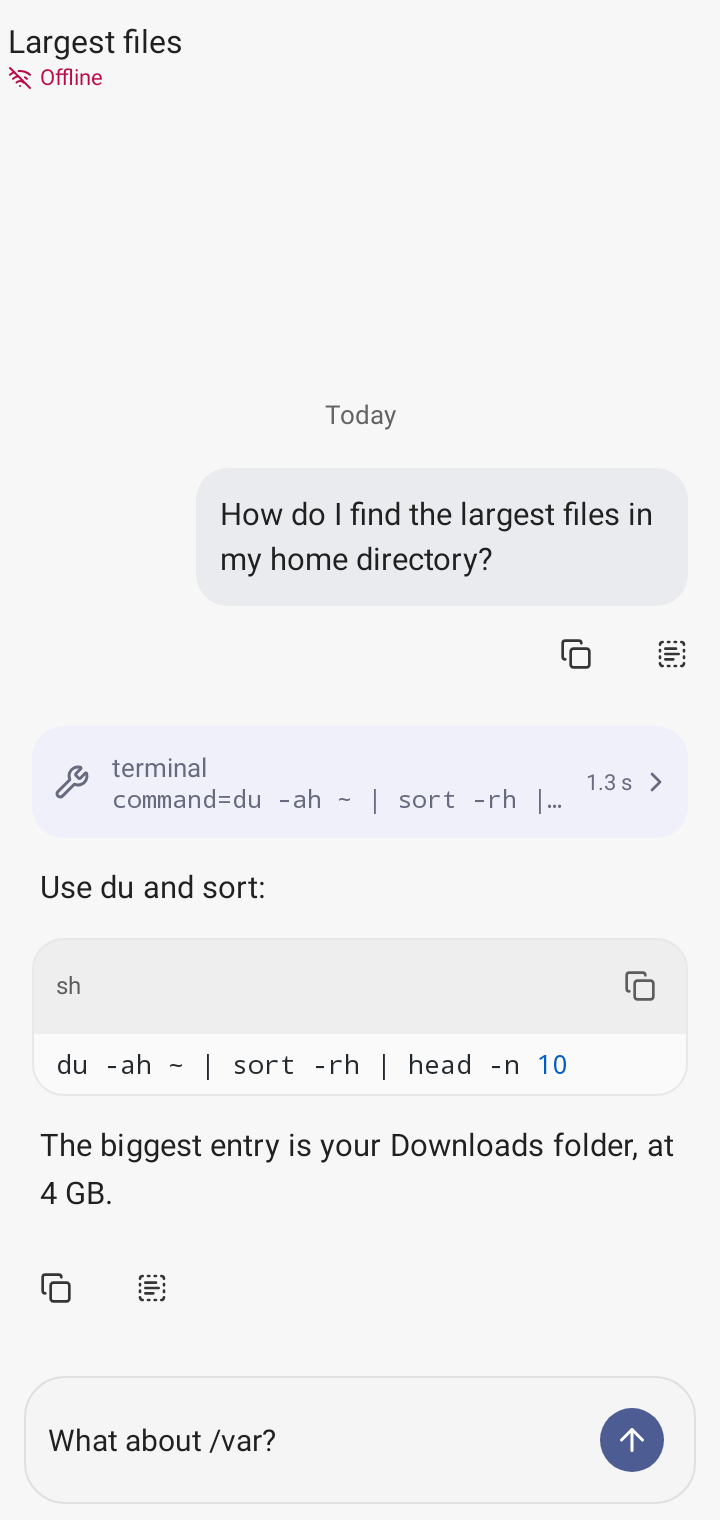 Largest files
Offline
Today
How do I find the largest files in
my home directory?
terminal
command=du -ah ~ | sort -rh |…
1.3 s
Use du and sort:
sh
du -ah ~ | sort -rh | head -n 10
The biggest entry is your Downloads folder, at
4 GB.
What about /var?